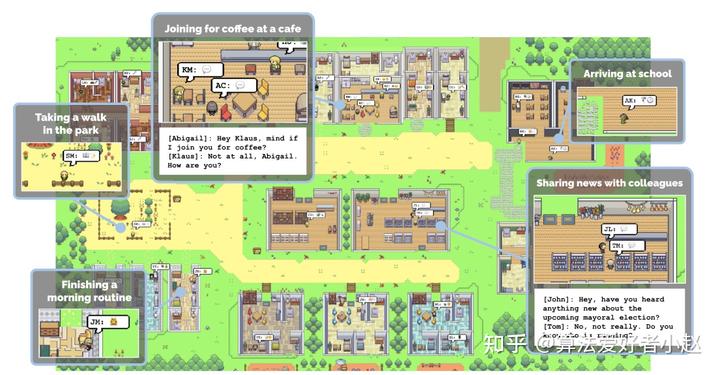 Joining for coffee at a cafe
KM:
AC:
[Abigail]: Hey Klaus, mind if
I join you for coffee?
[Klaus]: Not at all, Abigail.
How are you?
Taking a walk
in the park
SM:
Arriving at school
AK:
Sharing news with colleagues
JL:
TM:
[John]: Hey, have you heard
anything new about the
upcoming mayoral election?
[Tom]: No, not really. Do you
Finishing a
morning routine
JM:
知乎 @算法爱好者小赵